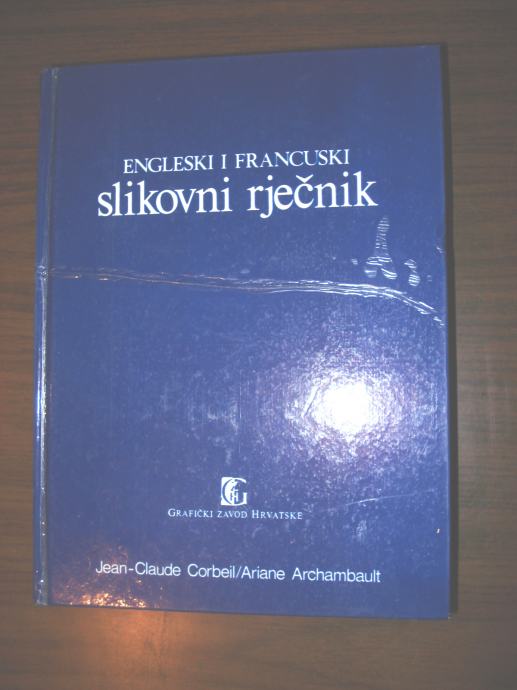 ENGLESKI I FRANCUSKI
slikovni rječnik
GRAFIČKI ZAVOD HRVATSKE
Jean-Claude Corbeil/Ariane Archambault